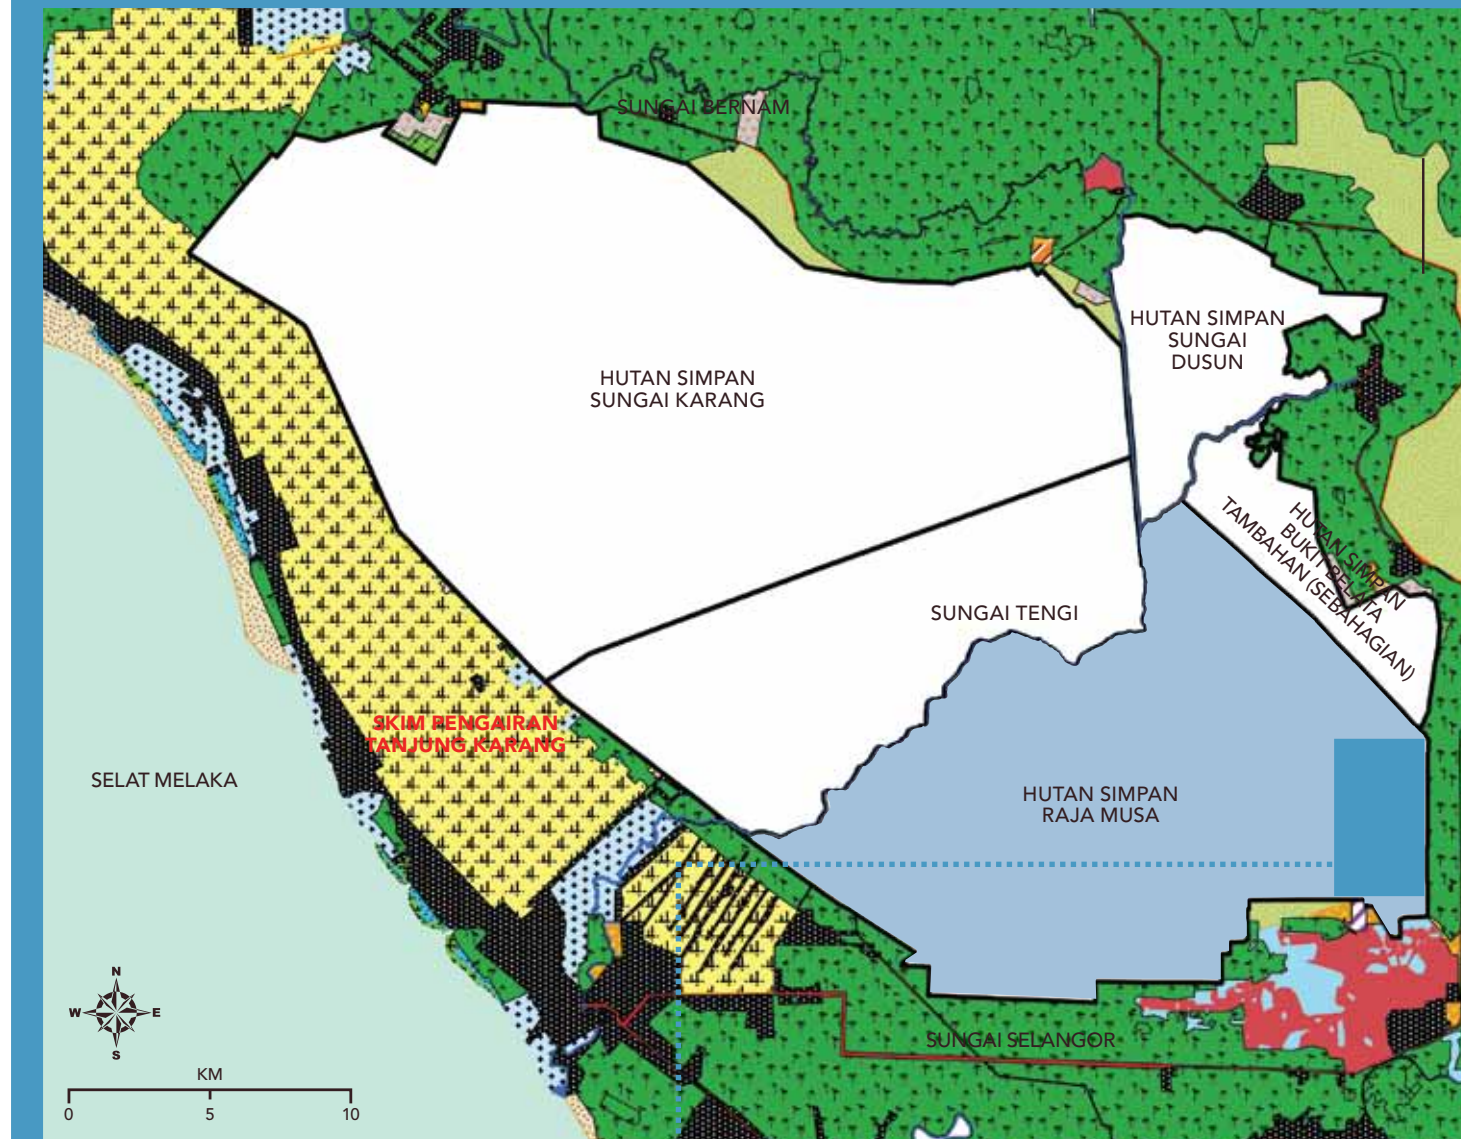 SUNGAI BERNAM
HUTAN SIMPAN
SUNGAI
DUSUN
HUTAN SIMPAN
SUNGAI KARANG
HUTAN SIMPAN
BUKIT BELATA
TAMBAHAN (SEBAHAGIAN)
SUNGAI TENGI
SKIM PENGAIRAN
TANJUNG KARANG
SELAT MELAKA
HUTAN SIMPAN
RAJA MUSA
N
W E
S
SUNGAI SELANGOR
KM
0 5 10